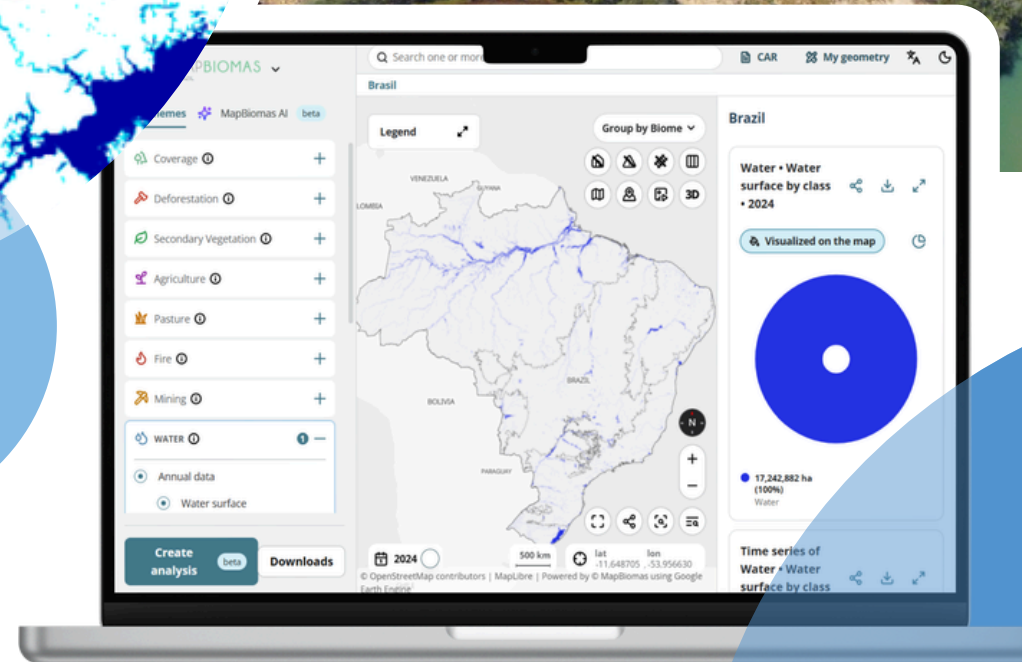 PBIOMAS
emes MapBiomas AI beta
Coverage
Deforestation
Secondary Vegetation
Agriculture
Pasture
Fire
Mining
WATER 1
Annual data
Water surface
Create
analysis
beta
Downloads
Search one or more
CAR
My geometry
Brasil
Legend
Group by Biome
3D
VENEZUELA
GUYANA
LOMBIA
BRAZIL
BOLIVIA
PARAGUAY
N
2024
500 km
lat lon
-11.648705 , -53.956630
© OpenStreetMap contributors | MapLibre | Powered by © MapBiomas using Google
Earth Engine
Brazil
Water • Water
surface by class
• 2024
Visualized on the map
17,242,882 ha
(100%)
Water
Time series of
Water • Water
surface by class